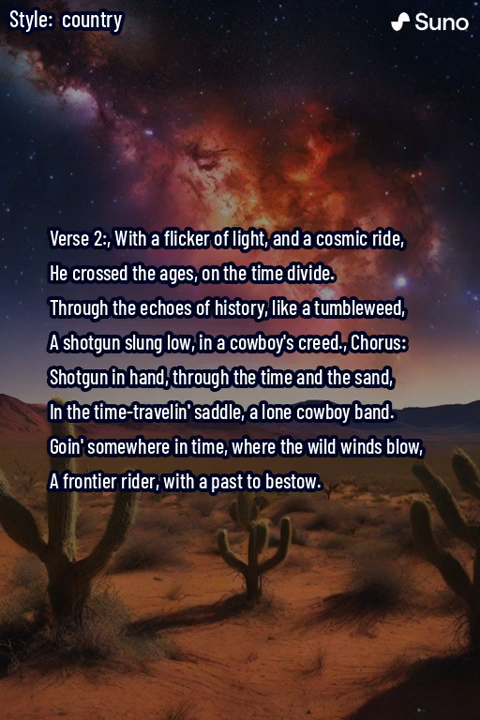 Style: country
Suno
Verse 2:, With a flicker of light, and a cosmic ride,
He crossed the ages, on the time divide.
Through the echoes of history, like a tumbleweed,
A shotgun slung low, in a cowboy's creed., Chorus:
Shotgun in hand, through the time and the sand,
In the time-travelin' saddle, a lone cowboy band.
Goin' somewhere in time, where the wild winds blow,
A frontier rider, with a past to bestow.